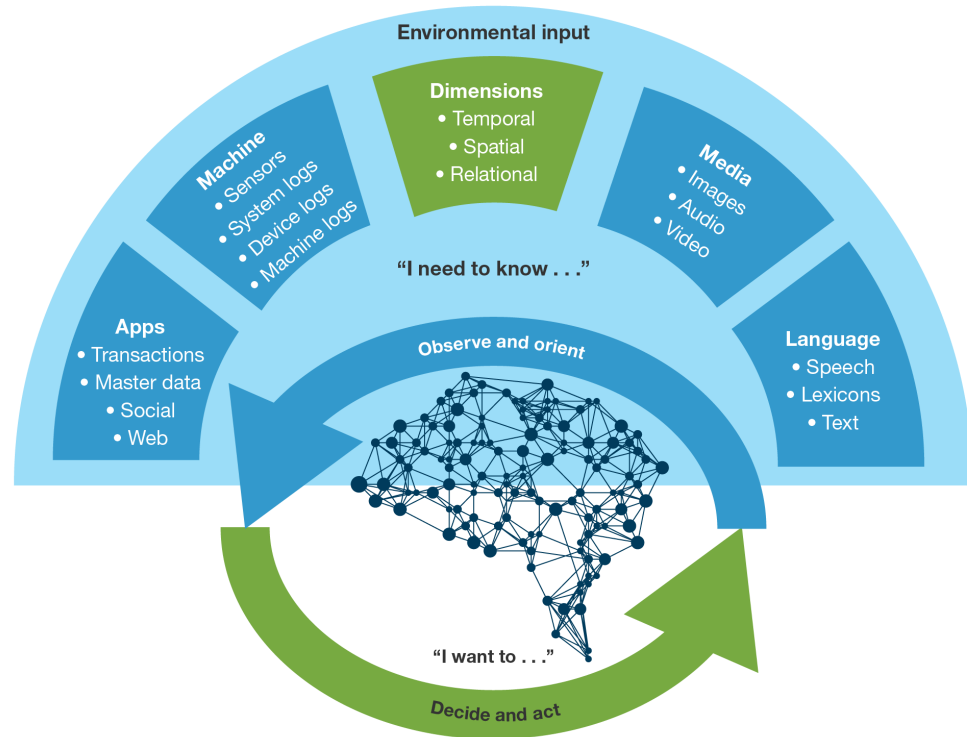 Environmental input
Apps
• Transactions
• Master data
• Social
• Web
Machine
• Sensors
• System logs
• Device logs
• Machine logs
Dimensions
• Temporal
• Spatial
• Relational
Media
• Images
• Audio
• Video
Language
• Speech
• Lexicons
• Text
“I need to know . . .”
Observe and orient
“I want to . . .”
Decide and act